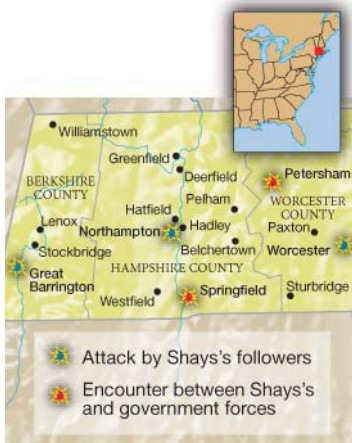 Williamstown
Greenfield
Deerfield
Petersham
BERKSHIRE
COUNTY
Pelham
WORCESTER
COUNTY
Hatfield
Lenox
Northampton
Hadley
Paxton
Stockbridge
Belchertown
Worcester
Great
Barrington
HAMPSHIRE COUNTY
Westfield
Springfield
Sturbridge
Attack by Shays's followers
Encounter between Shays's
and government forces